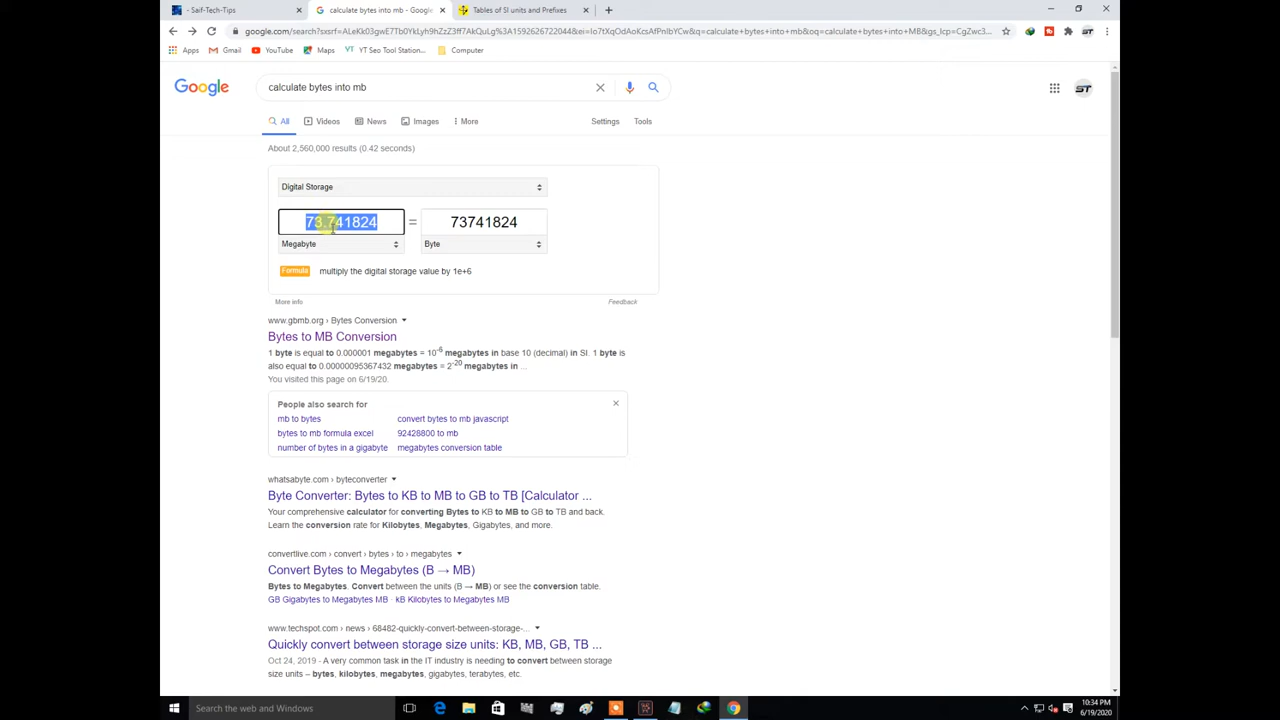 - Saif-Tech-Tips
calculate bytes into mb - Google
Tables of SI units and Prefixes
Apps
Gmail
YouTube
Maps
YT Seo Tool Station...
Computer
Google
calculate bytes into mb
ST
All
Videos
News
Images
More
Settings
Tools
About 2,560,000 results (0.42 seconds)
Digital Storage
73.741824 = 73741824
Megabyte
Byte
Formula multiply the digital storage value by 1e+6
More info
Feedback
www.gbmb.org › Bytes Conversion
Bytes to MB Conversion
1 byte is equal to 0.000001 megabytes = 10-6 megabytes in base 10 (decimal) in SI. 1 byte is
also equal to 0.00000095367432 megabytes = 2-20 megabytes in ...
You visited this page on 6/19/20.
People also search for
mb to bytes
convert bytes to mb javascript
bytes to mb formula excel
92428800 to mb
number of bytes in a gigabyte
megabytes conversion table
whatsabyte.com › byteconverter
Byte Converter: Bytes to KB to MB to GB to TB [Calculator ...
Your comprehensive calculator for converting Bytes to KB to MB to GB to TB and back.
Learn the conversion rate for Kilobytes, Megabytes, Gigabytes, and more.
convertlive.com › convert › bytes › to › megabytes
Convert Bytes to Megabytes (B → MB)
Bytes to Megabytes. Convert between the units (B → MB) or see the conversion table.
GB Gigabytes to Megabytes MB · kB Kilobytes to Megabytes MB
www.techspot.com › news › 68482-quickly-convert-between-storage-...
Quickly convert between storage size units: KB, MB, GB, TB ...
Oct 24, 2019 - A very common task in the IT industry is needing to convert between storage
size units – bytes, kilobytes, megabytes, gigabytes, terabytes, etc.
Search the web and Windows
10:34 PM
6/19/2020